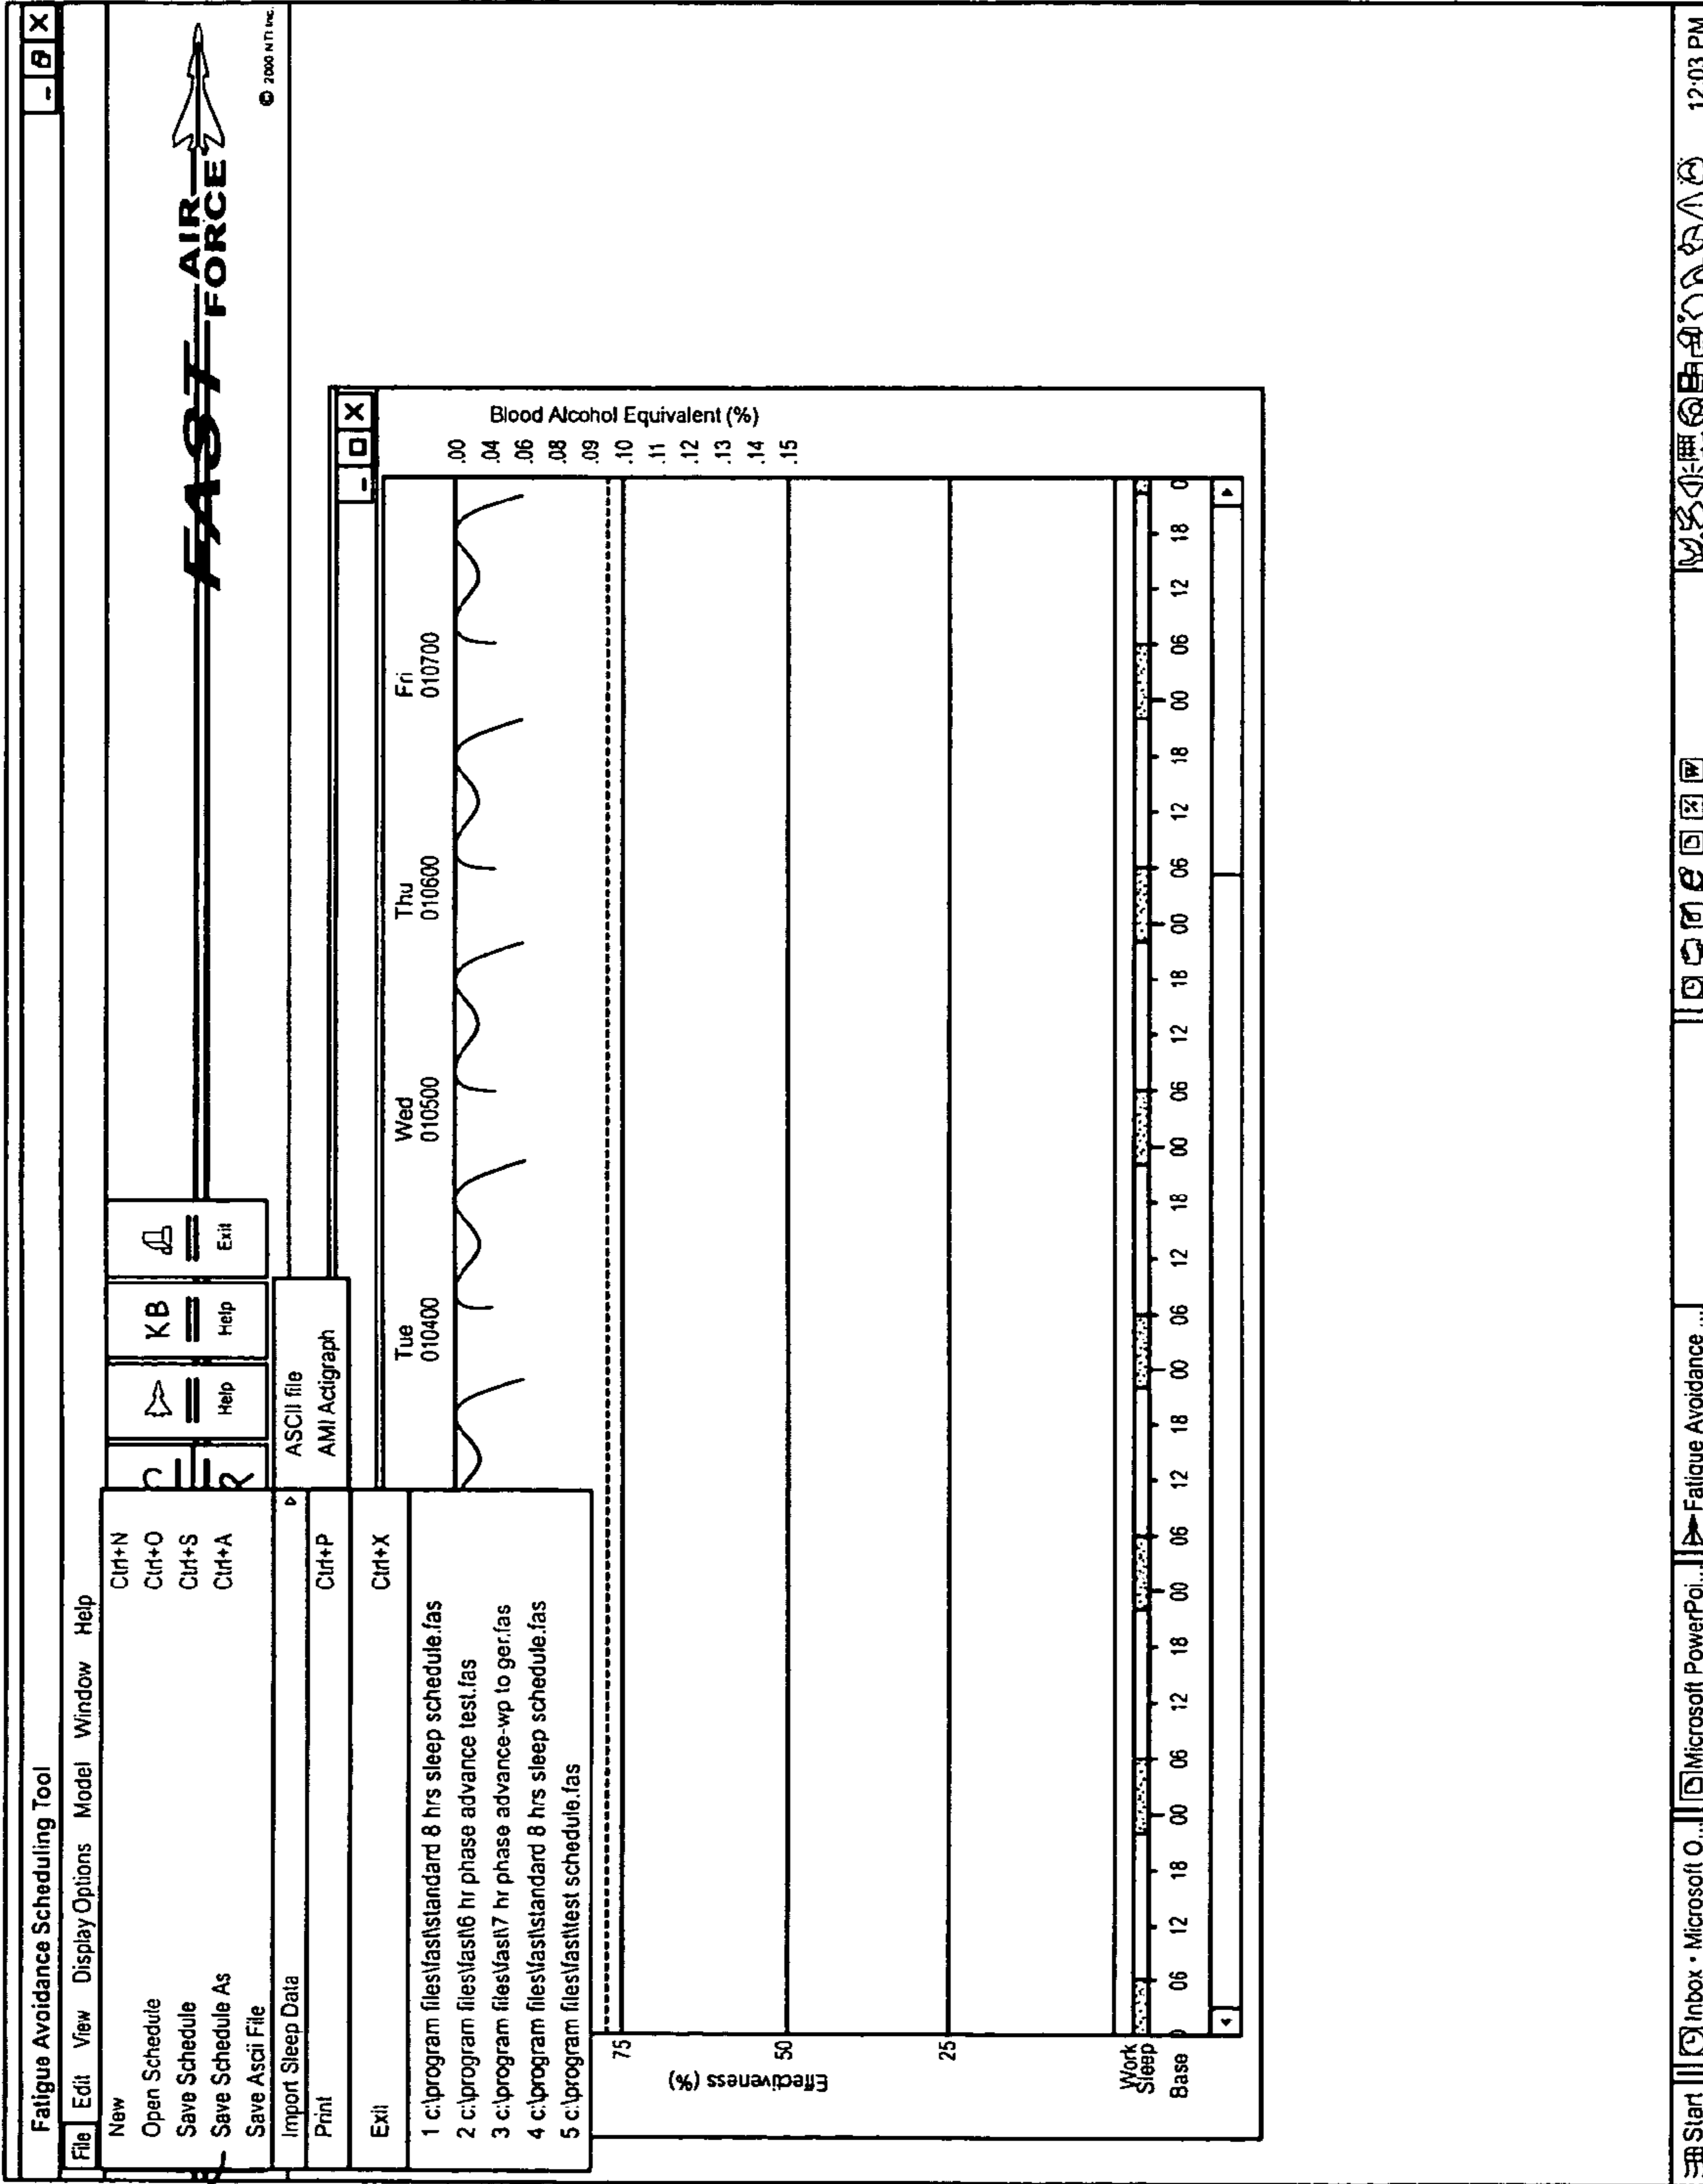 Fatigue Avoidance Scheduling Tool
File Edit View Display Options Model Window Help
New Ctrl+N
Open Schedule Ctrl+O
Save Schedule Ctrl+S
Save Schedule As Ctrl+A
Save Ascii File
Import Sleep Data
Print Ctrl+P
Exit Ctrl+X
1 c:\program files\fast\standard 8 hrs sleep schedule.fas
2 c:\program files\fast\6 hr phase advance test.fas
3 c:\program files\fast\7 hr phase advance-wp to ger.fas
4 c:\program files\fast\standard 8 hrs sleep schedule.fas
5 c:\program files\fast\test schedule.fas
ASCII file
AMI Actigraph
C
R
Help
KB
Help
Exit
FAST AIR FORCE
© 2000 NTI Inc.
Tue Wed Thu Fri
010400 010500 010600 010700
.00
.04
.06
.08
.09
.10
.11
.12
.13
.14
.15
Blood Alcohol Equivalent (%)
75
50
25
Effectiveness (%)
Work
Sleep
Base
0 06 12 18 00 06 12 18 00 06 12 18 00 06 12 18 00 06 12 18 00 06 12 18 00 06 12 18 0
Start Inbox · Microsoft O... Microsoft PowerPoi... Fatigue Avoidance ... 12:03 PM